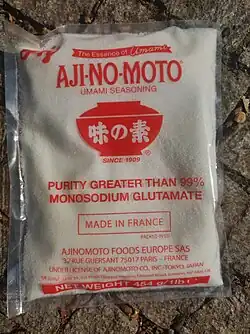 The Essence of Umami
AJI-NO-MOTO®
UMAMI SEASONING
味の素
®
SINCE 1909
PURITY GREATER THAN 99%
MONOSODIUM GLUTAMATE
MADE IN FRANCE
AJINOMOTO FOODS EUROPE SAS
32 RUE GUERSANT 75017 PARIS - FRANCE
UNDER LICENSE OF AJINOMOTO CO., INC. TOKYO JAPAN
NET WEIGHT 454 g/1lb